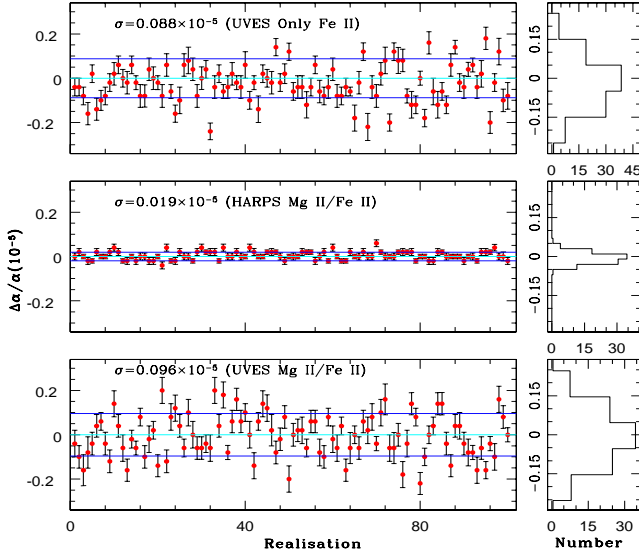 σ=0.088×10⁻⁵ (UVES Only Fe II)
0.2
0
-0.2
0.15
0
-0.15
0 15 30 45
σ=0.019×10⁻⁵ (HARPS Mg II/Fe II)
0.2
0
-0.2
0.15
0
-0.15
0 15 30
Δα/α(10⁻⁵)
σ=0.096×10⁻⁵ (UVES Mg II/Fe II)
0.2
0
-0.2
0.15
0
-0.15
0 40 80
0 10 20 30
Realisation
Number